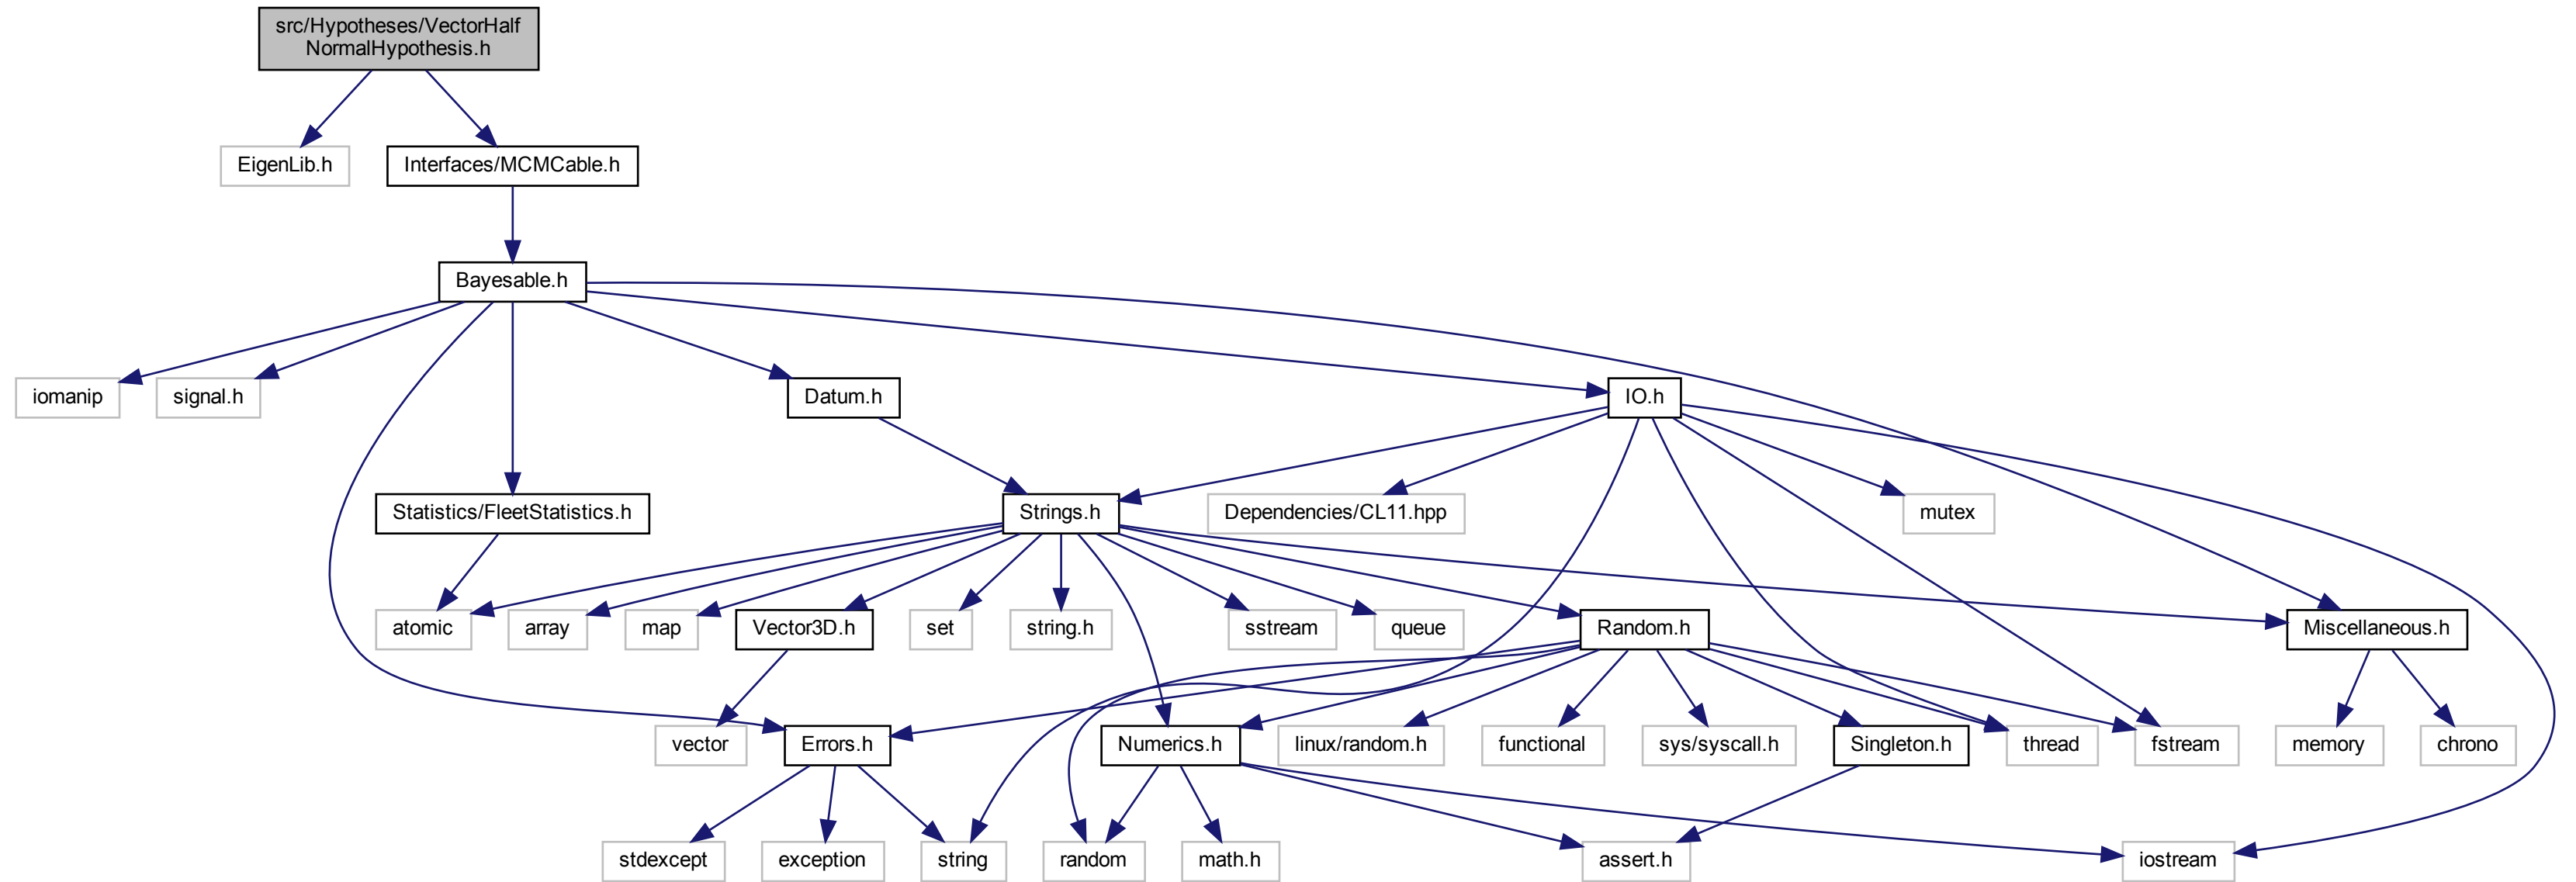 src/Hypotheses/VectorHalf
NormalHypothesis.h
EigenLib.h
Interfaces/MCMCable.h
Bayesable.h
iomanip
signal.h
Datum.h
IO.h
Statistics/FleetStatistics.h
Strings.h
Dependencies/CL11.hpp
mutex
atomic
array
map
Vector3D.h
set
string.h
sstream
queue
Random.h
Miscellaneous.h
vector
Errors.h
Numerics.h
linux/random.h
functional
sys/syscall.h
Singleton.h
thread
fstream
memory
chrono
stdexcept
exception
string
random
math.h
assert.h
iostream